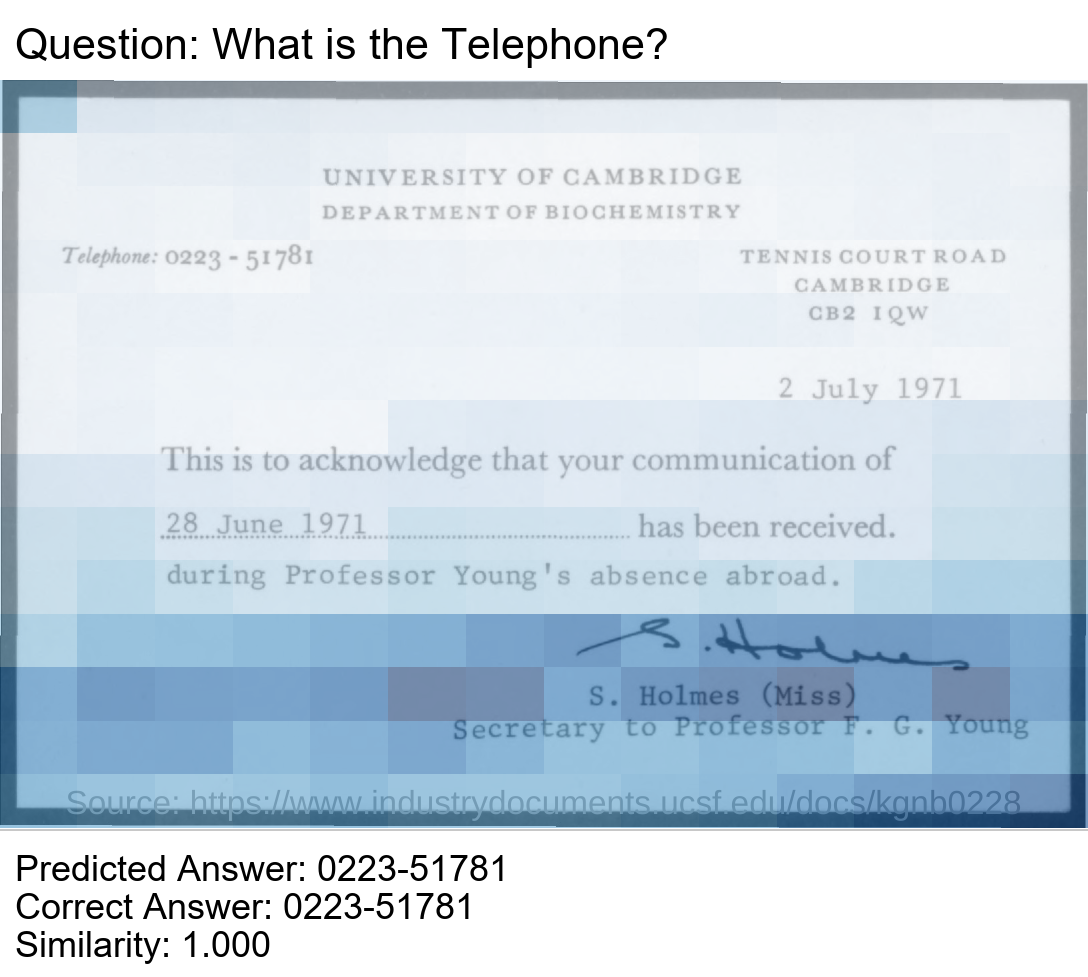 Question: What is the Telephone?
UNIVERSITY OF CAMBRIDGE
DEPARTMENT OF BIOCHEMISTRY
Telephone: 0223 - 51781
TENNIS COURT ROAD
CAMBRIDGE
CB2 1QW
2 July 1971
This is to acknowledge that your communication of
28 June 1971 has been received.
during Professor Young's absence abroad.
S. Holmes
S. Holmes (Miss)
Secretary to Professor F. G. Young
Source: https://www.industrydocuments.ucsf.edu/docs/kgnb0228
Predicted Answer: 0223-51781
Correct Answer: 0223-51781
Similarity: 1.000